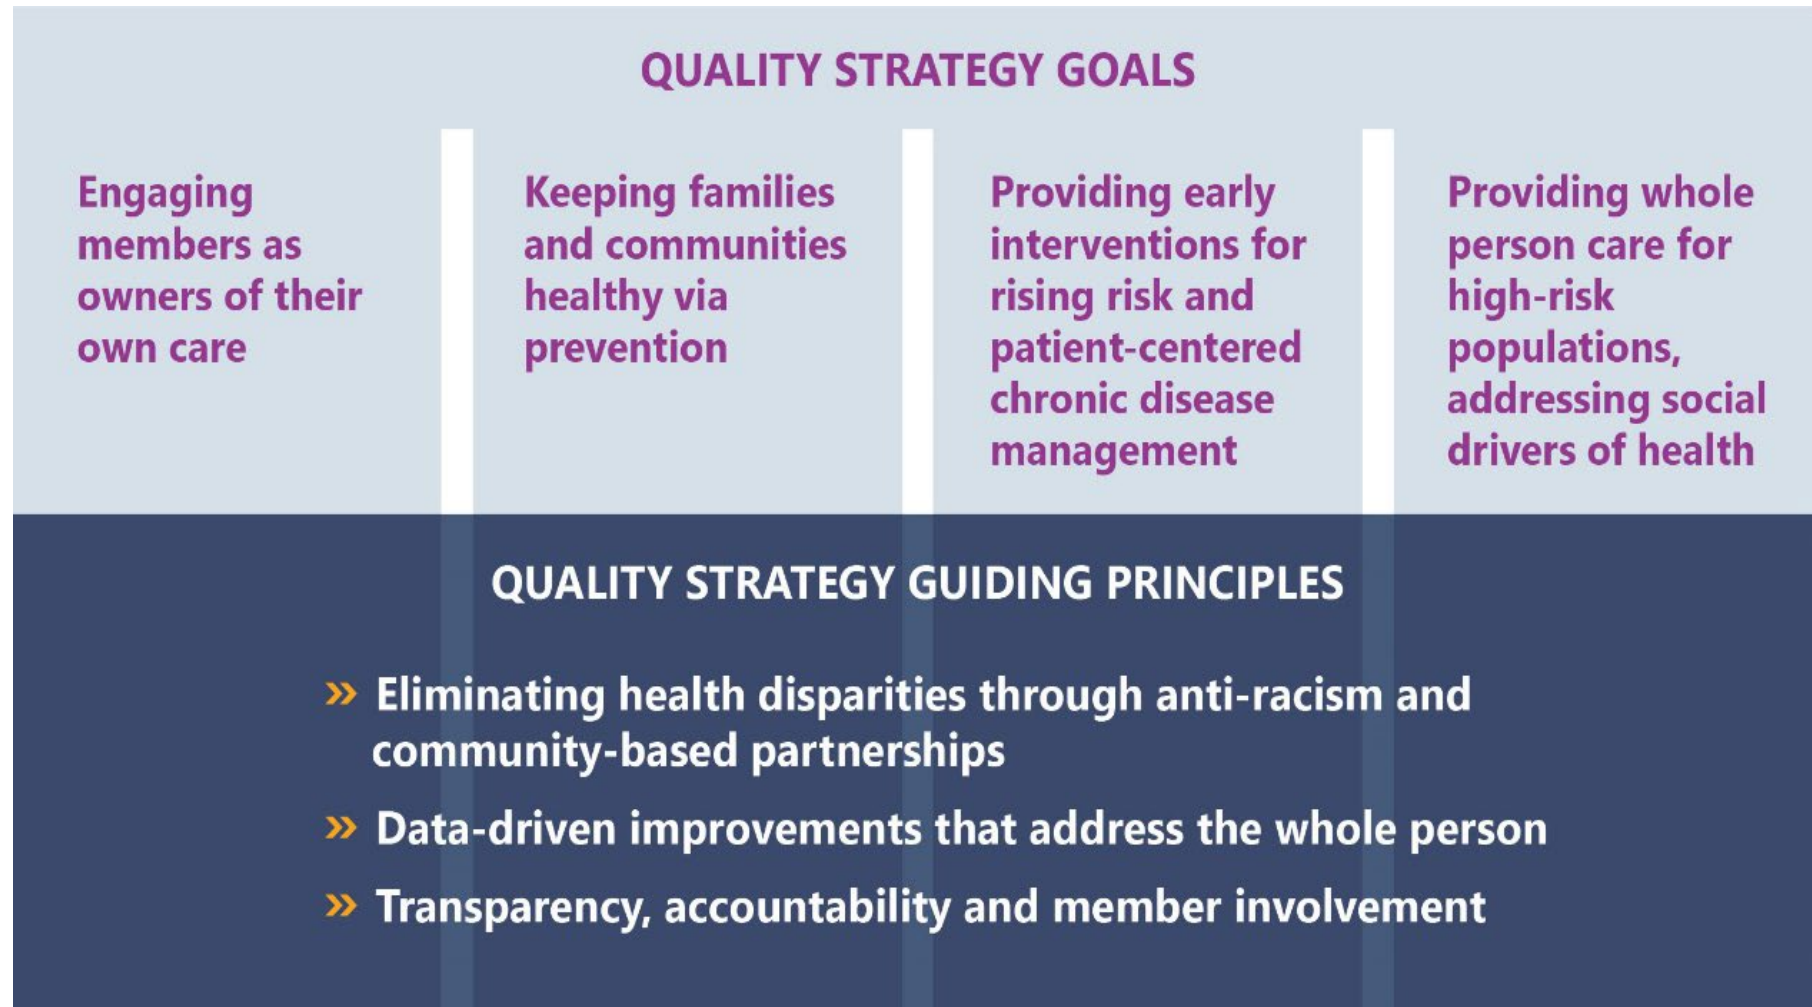 QUALITY STRATEGY GOALS
Engaging
members as
owners of their
own care
Keeping families
and communities
healthy via
prevention
Providing early
interventions for
rising risk and
patient-centered
chronic disease
management
Providing whole
person care for
high-risk
populations,
addressing social
drivers of health
QUALITY STRATEGY GUIDING PRINCIPLES
» Eliminating health disparities through anti-racism and
community-based partnerships
» Data-driven improvements that address the whole person
» Transparency, accountability and member involvement